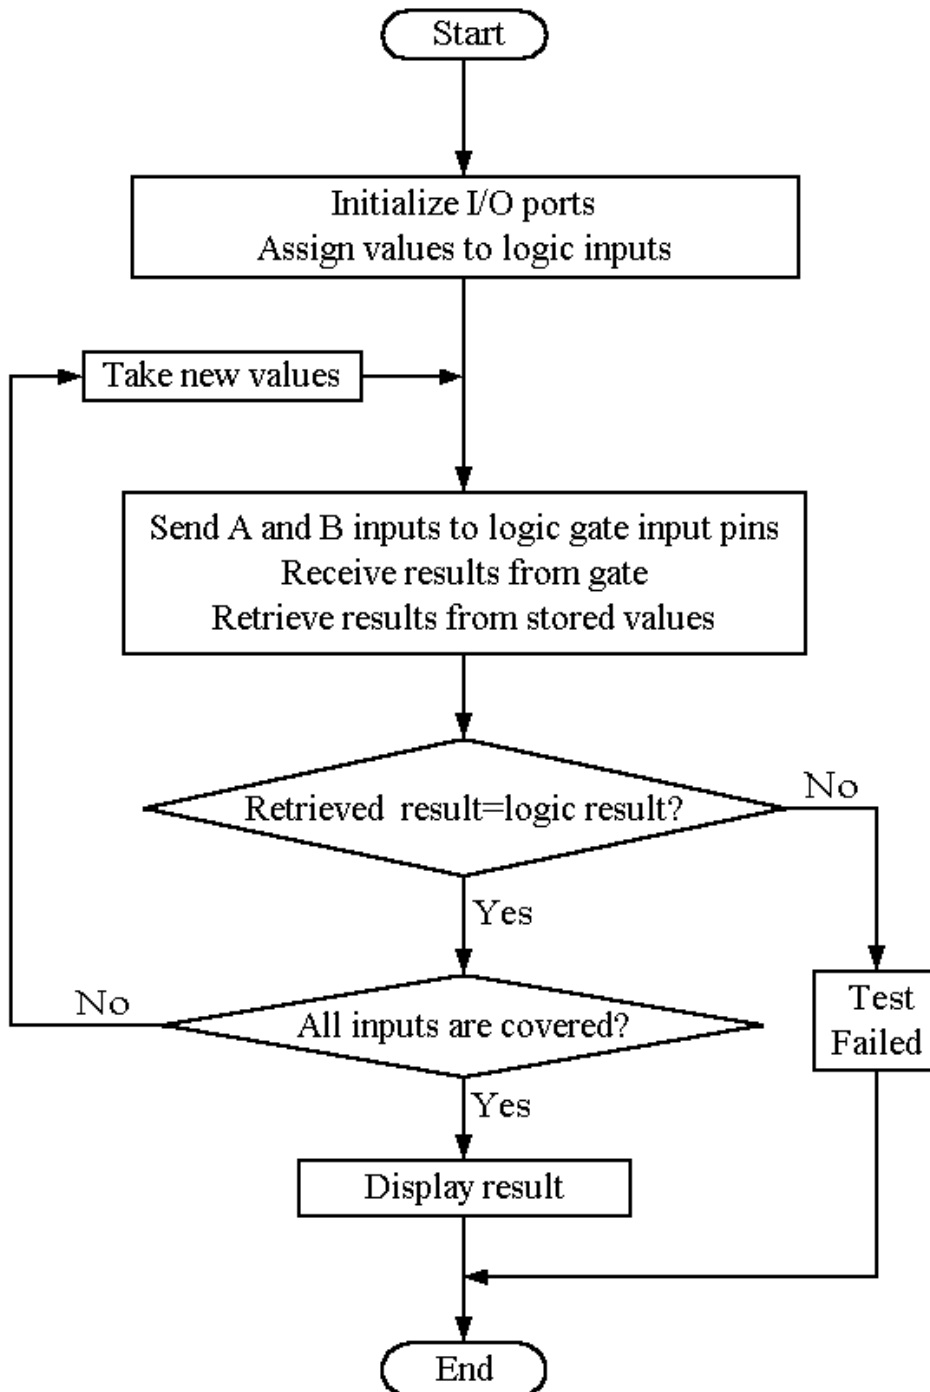 Start
Initialize I/O ports
Assign values to logic inputs
Take new values
Send A and B inputs to logic gate input pins
Receive results from gate
Retrieve results from stored values
Retrieved result=logic result?
No
Yes
All inputs are covered?
No
Test
Failed
Yes
Display result
End